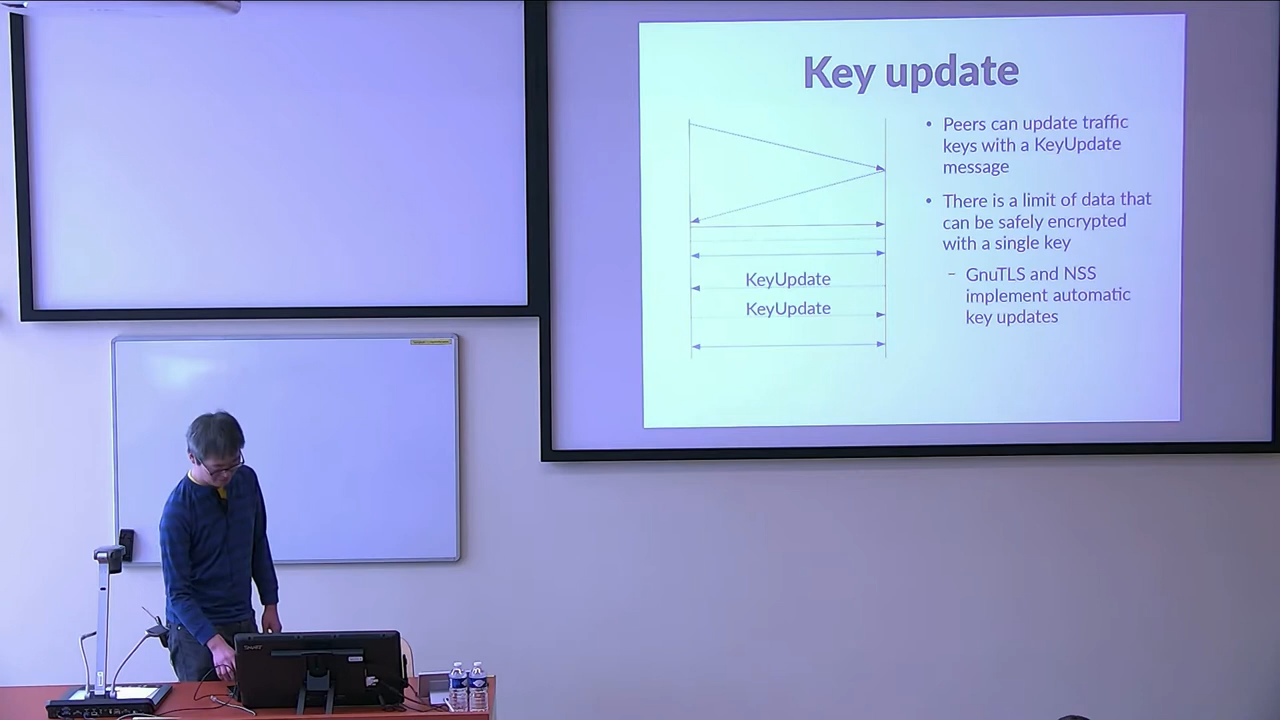 Key update
• Peers can update traffic
keys with a KeyUpdate
message
• There is a limit of data that
can be safely encrypted
with a single key
– GnuTLS and NSS
implement automatic
key updates
KeyUpdate
KeyUpdate